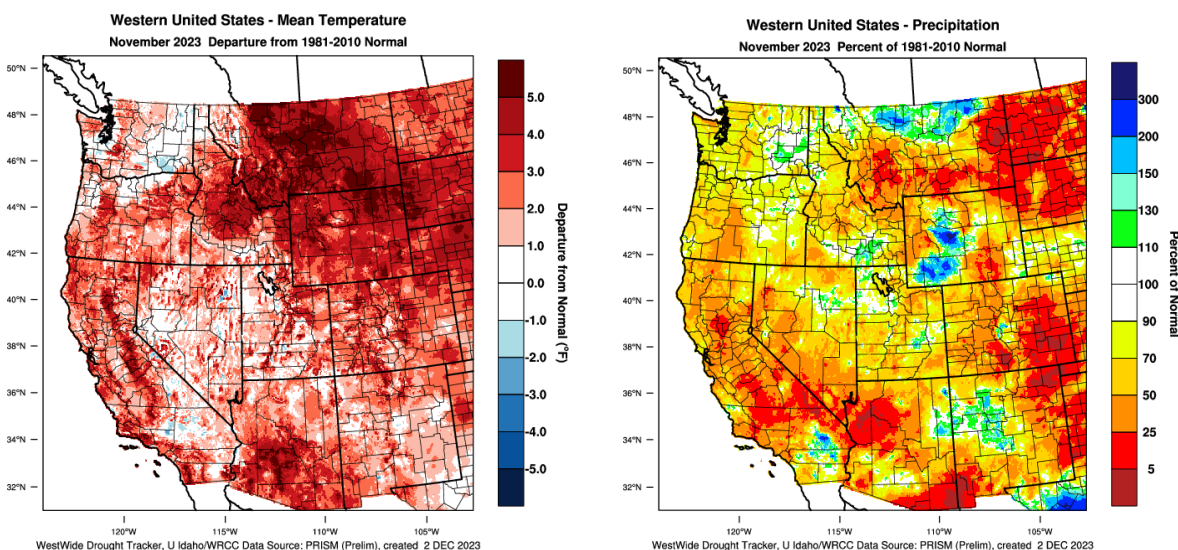 Western United States - Mean Temperature
November 2023 Departure from 1981-2010 Normal
50°N
48°N
46°N
44°N
42°N
40°N
38°N
36°N
34°N
32°N
120°W
115°W
110°W
105°W
5.0
4.0
3.0
2.0
1.0
0.0
-1.0
-2.0
-3.0
-4.0
-5.0
Departure from Normal (°F)
WestWide Drought Tracker, U Idaho/WRCC Data Source: PRISM (Prelim), created 2 DEC 2023
Western United States - Precipitation
November 2023 Percent of 1981-2010 Normal
50°N
48°N
46°N
44°N
42°N
40°N
38°N
36°N
34°N
32°N
120°W
115°W
110°W
105°W
300
200
150
130
110
100
90
70
50
25
5
Percent of Normal
WestWide Drought Tracker, U Idaho/WRCC Data Source: PRISM (Prelim), created 2 DEC 2023